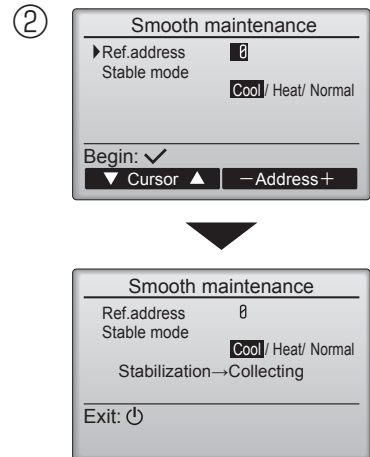 ②
Smooth maintenance
▶Ref.address 0
Stable mode
Cool / Heat/ Normal
Begin: ✓
▼ Cursor ▲ －Address＋
Smooth maintenance
Ref.address 0
Stable mode
Cool / Heat/ Normal
Stabilization→Collecting
Exit: ⏻